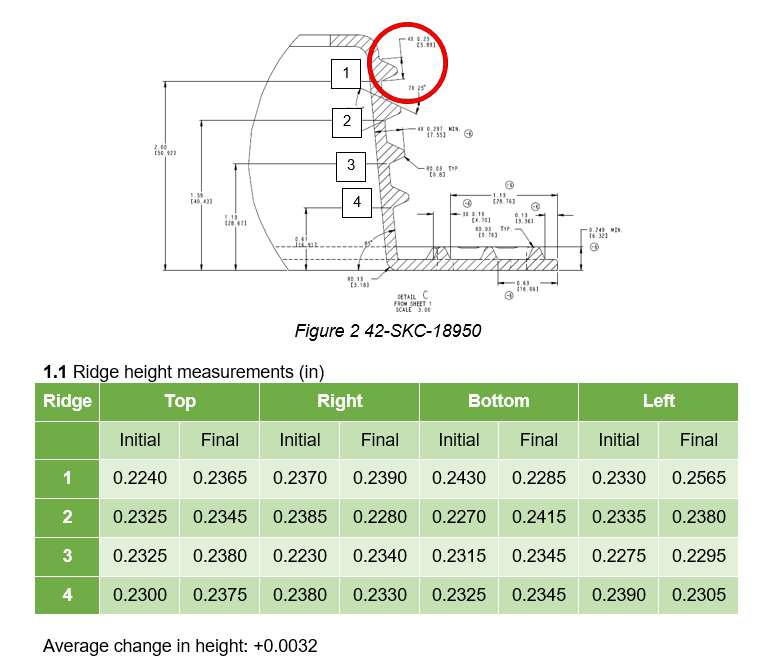 4X 0.23
[5.89]
1
7X 25°
2
4X 0.297 MIN.
[7.55]
2.00
[50.92]
3
R0.03 TYP.
[0.8]
1.59
[40.43]
4
1.13
[28.76]
1.13
[28.67]
3X 0.19
[4.70]
0.13
[3.36]
0.67
[16.91]
85°
R0.03 TYP.
[0.76]
0.249 MIN.
[6.32]
R0.13
[3.18]
0.63
[16.06]
DETAIL C
FROM SHEET 1
SCALE 3.00
Figure 2 42-SKC-18950
1.1 Ridge height measurements (in)
Ridge Top Right Bottom Left
Initial Final Initial Final Initial Final Initial Final
1 0.2240 0.2365 0.2370 0.2390 0.2430 0.2285 0.2330 0.2565
2 0.2325 0.2345 0.2385 0.2280 0.2270 0.2415 0.2335 0.2380
3 0.2325 0.2380 0.2230 0.2340 0.2315 0.2345 0.2275 0.2295
4 0.2300 0.2375 0.2380 0.2330 0.2325 0.2345 0.2390 0.2305
Average change in height: +0.0032